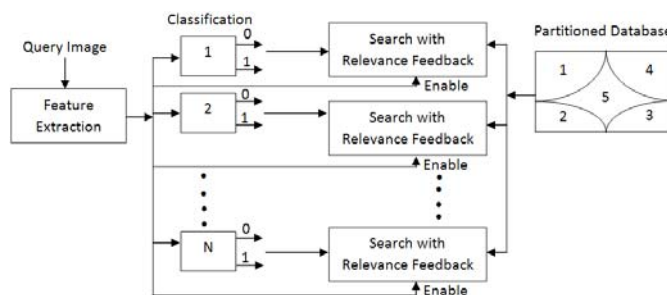 Classification
Partitioned Database
Query Image
Feature
Extraction
1
0
1
Search with
Relevance Feedback
Enable
2
0
1
Search with
Relevance Feedback
Enable
N
0
1
Search with
Relevance Feedback
Enable
1
4
5
2
3